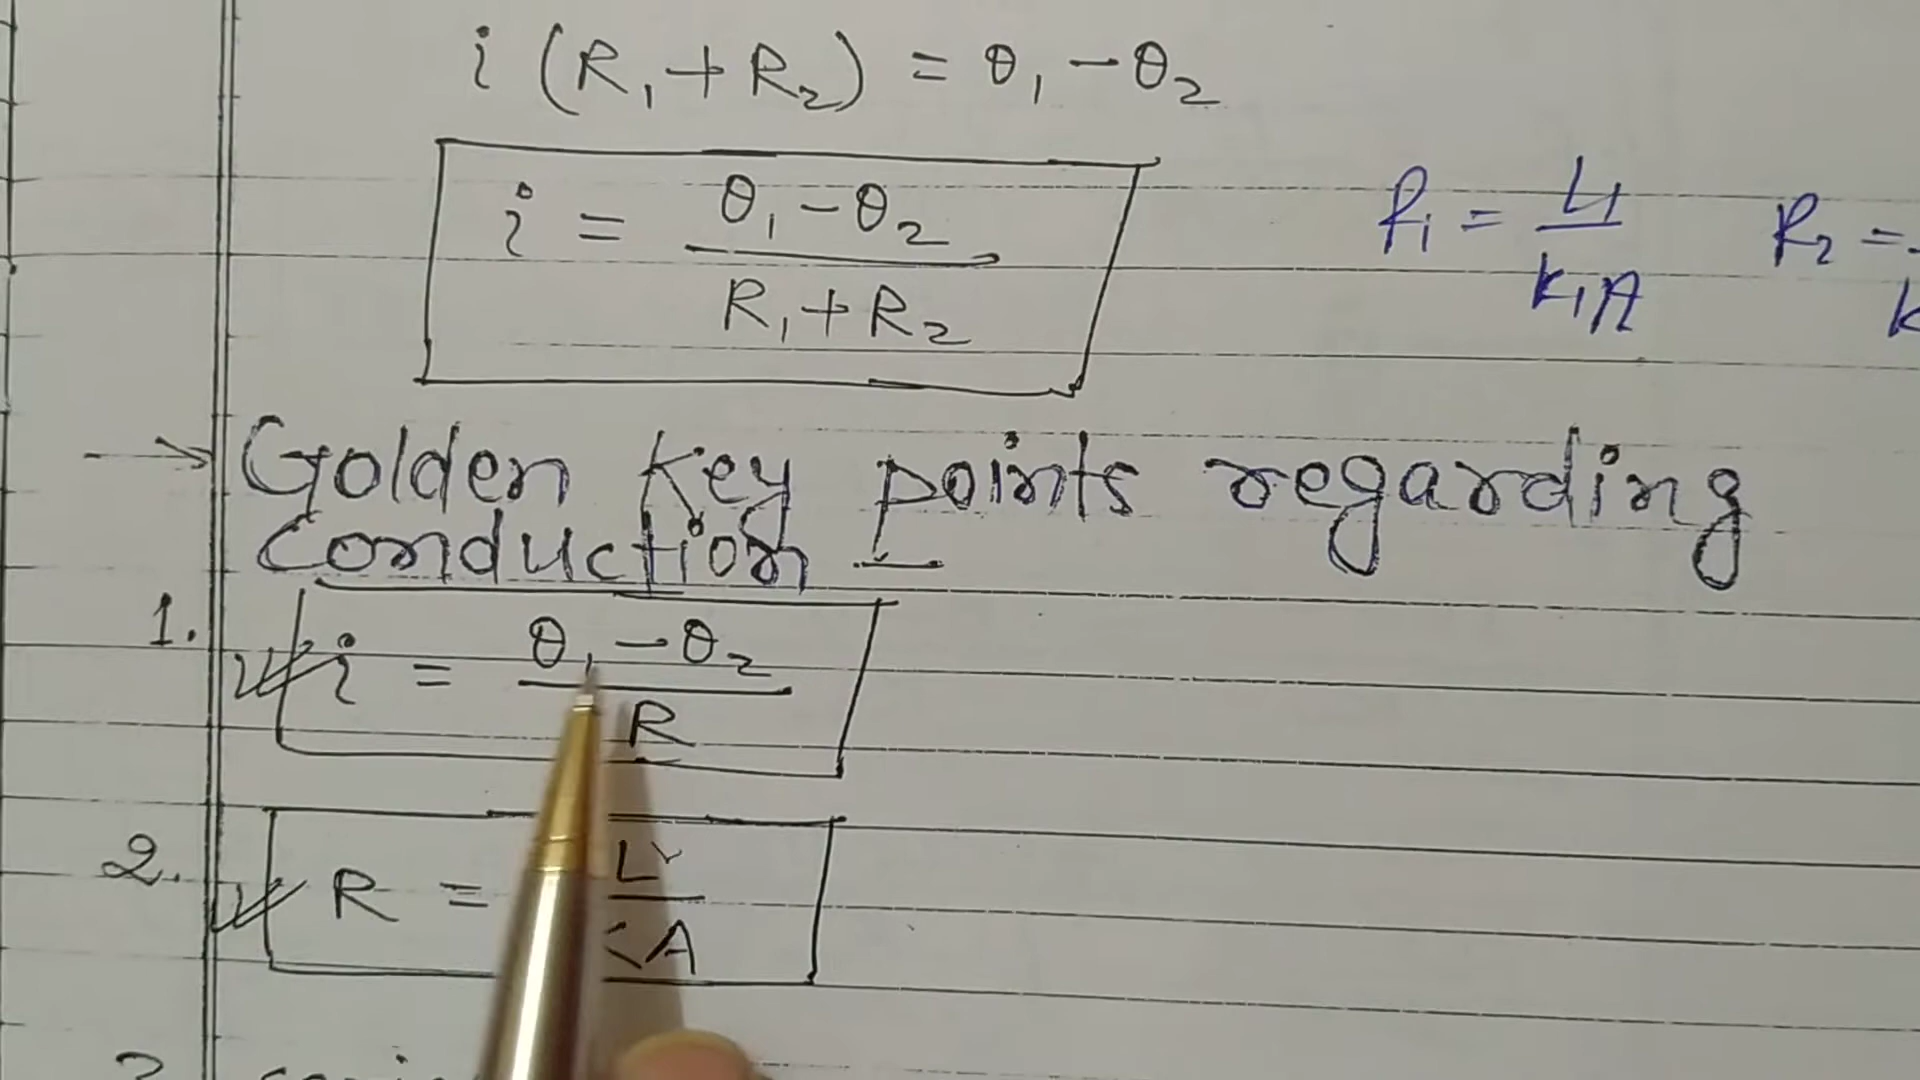 i (R₁+R₂) = θ₁-θ₂
i = θ₁-θ₂ / R₁+R₂
R₁ = L₁ / K₁A R₂ = K
→ Golden Key points regarding
conduction
1. i = θ₁-θ₂ / R
2. R = L / KA
3.